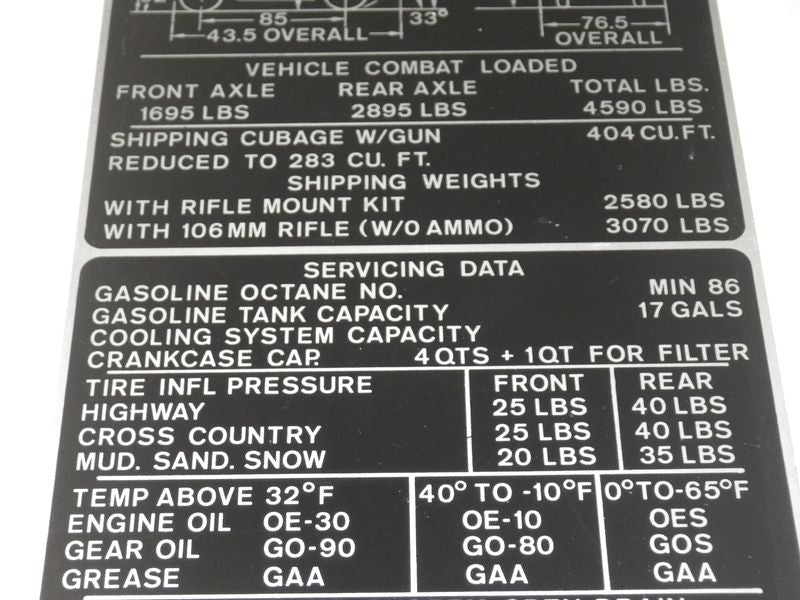 85
33°
43.5 OVERALL
76.5
OVERALL
VEHICLE COMBAT LOADED
FRONT AXLE REAR AXLE TOTAL LBS.
1695 LBS 2895 LBS 4590 LBS
SHIPPING CUBAGE W/GUN 404 CU.FT.
REDUCED TO 283 CU. FT.
SHIPPING WEIGHTS
WITH RIFLE MOUNT KIT 2580 LBS
WITH 106MM RIFLE (W/O AMMO) 3070 LBS
SERVICING DATA
GASOLINE OCTANE NO. MIN 86
GASOLINE TANK CAPACITY 17 GALS
COOLING SYSTEM CAPACITY
CRANKCASE CAP. 4 QTS + 1 QT FOR FILTER
TIRE INFL PRESSURE FRONT REAR
HIGHWAY 25 LBS 40 LBS
CROSS COUNTRY 25 LBS 40 LBS
MUD. SAND. SNOW 20 LBS 35 LBS
TEMP ABOVE 32°F 40° TO -10°F 0°TO-65°F
ENGINE OIL OE-30 OE-10 OES
GEAR OIL GO-90 GO-80 GOS
GREASE GAA GAA GAA